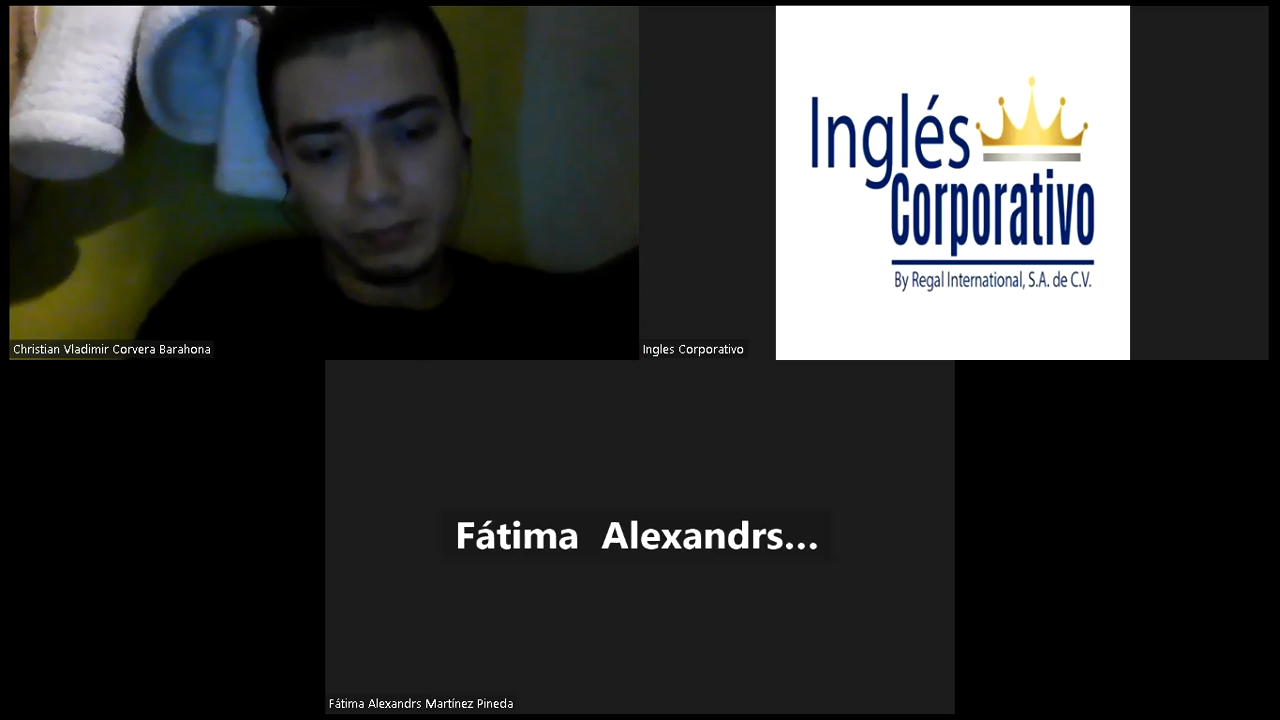 Inglés
Corporativo
By Regal International, S.A. de C.V.
Christian Vladimir Corvera Barahona
Ingles Corporativo
Fátima Alexandrs...
Fátima Alexandrs Martínez Pineda